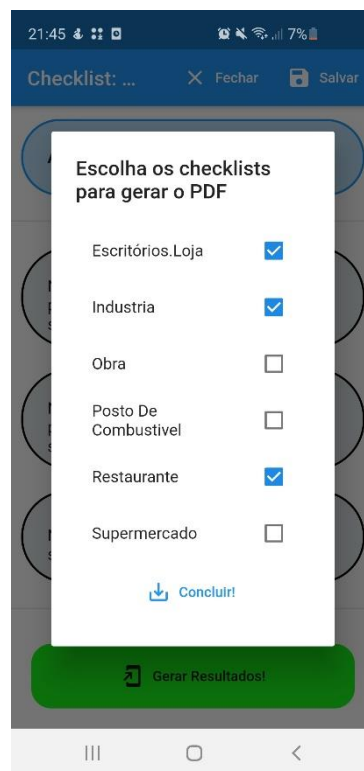 21:45 7%
Checklist: ... Fechar Salvar
Escolha os checklists
para gerar o PDF
Escritórios.Loja
Industria
Obra
Posto De
Combustivel
Restaurante
Supermercado
Concluir!
Gerar Resultados!